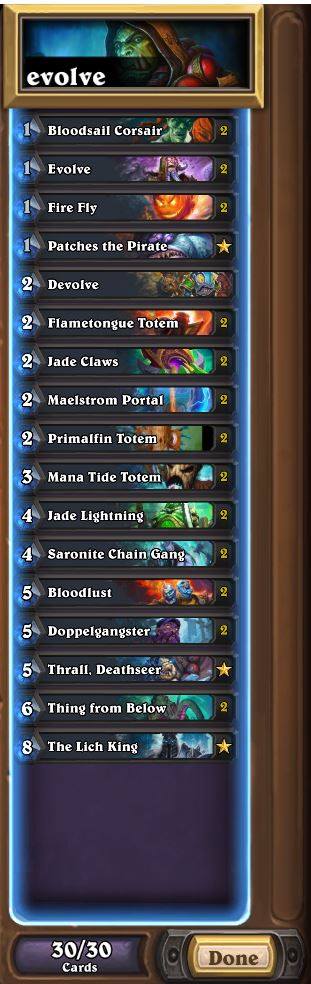 evolve
1 Bloodsail Corsair 2
1 Evolve 2
1 Fire Fly 2
1 Patches the Pirate
2 Devolve
2 Flametongue Totem 2
2 Jade Claws 2
2 Maelstrom Portal 2
2 Primalfin Totem 2
3 Mana Tide Totem 2
4 Jade Lightning 2
4 Saronite Chain Gang 2
5 Bloodlust 2
5 Doppelgangster 2
5 Thrall, Deathseer
6 Thing from Below 2
8 The Lich King
30/30
Cards
Done